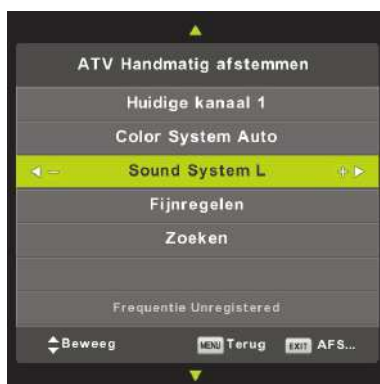 ATV Handmatig afstemmen
Huidige kanaal 1
Color System Auto
− Sound System L +
Fijnregelen
Zoeken
Frequentie Unregistered
Beweeg MENU Terug EXIT AFS...